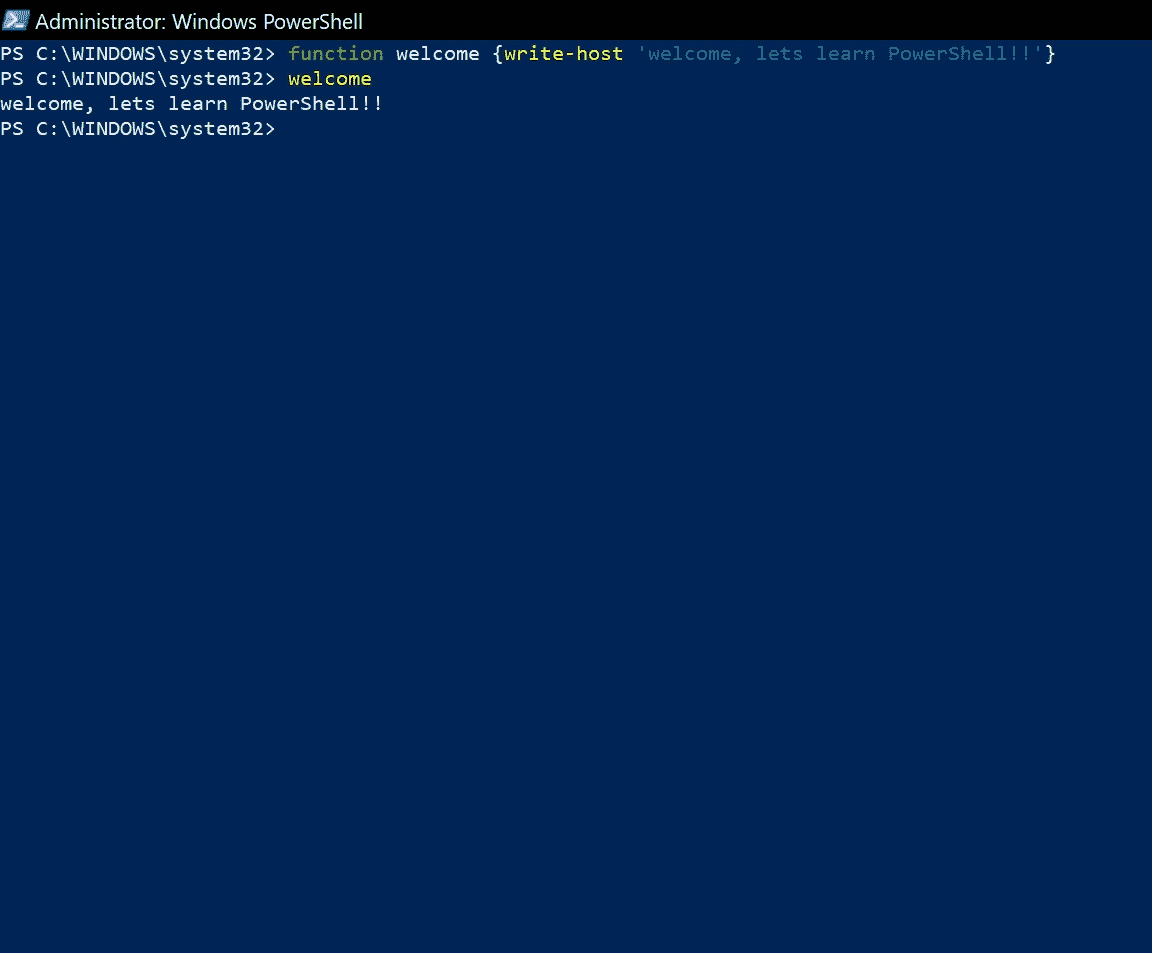 Administrator: Windows PowerShell
PS C:\WINDOWS\system32> function welcome {write-host 'welcome, lets learn PowerShell!!'}
PS C:\WINDOWS\system32> welcome
welcome, lets learn PowerShell!!
PS C:\WINDOWS\system32>